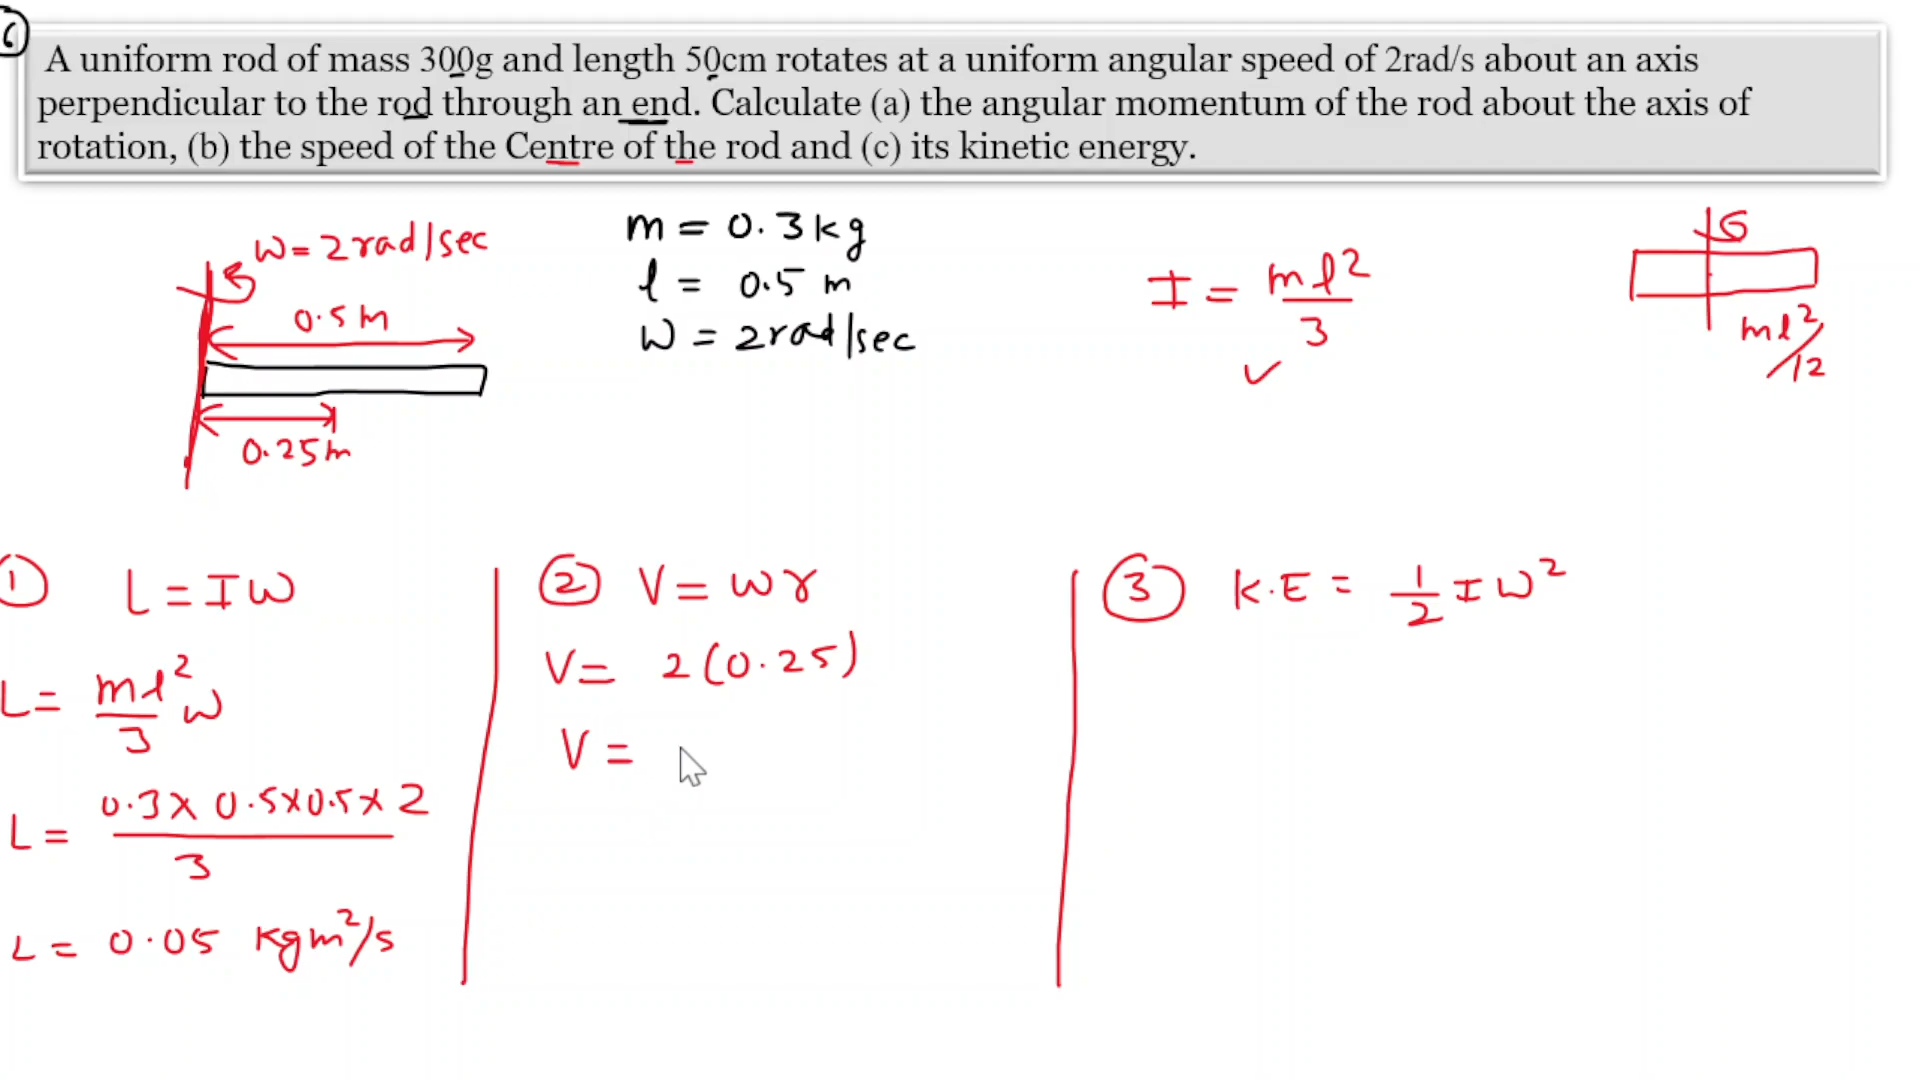 6
A uniform rod of mass 300g and length 50cm rotates at a uniform angular speed of 2rad/s about an axis
perpendicular to the rod through an end. Calculate (a) the angular momentum of the rod about the axis of
rotation, (b) the speed of the Centre of the rod and (c) its kinetic energy.
W = 2rad/sec
0.5m
0.25m
m = 0.3kg
l = 0.5 m
W = 2rad/sec
I = ml²/3
ml²/12
1 L = IW
L = ml²/3 W
L = 0.3 x 0.5x0.5x2 / 3
L = 0.05 kgm²/s
2 V = wr
V = 2(0.25)
V =
3 K.E = 1/2 IW²